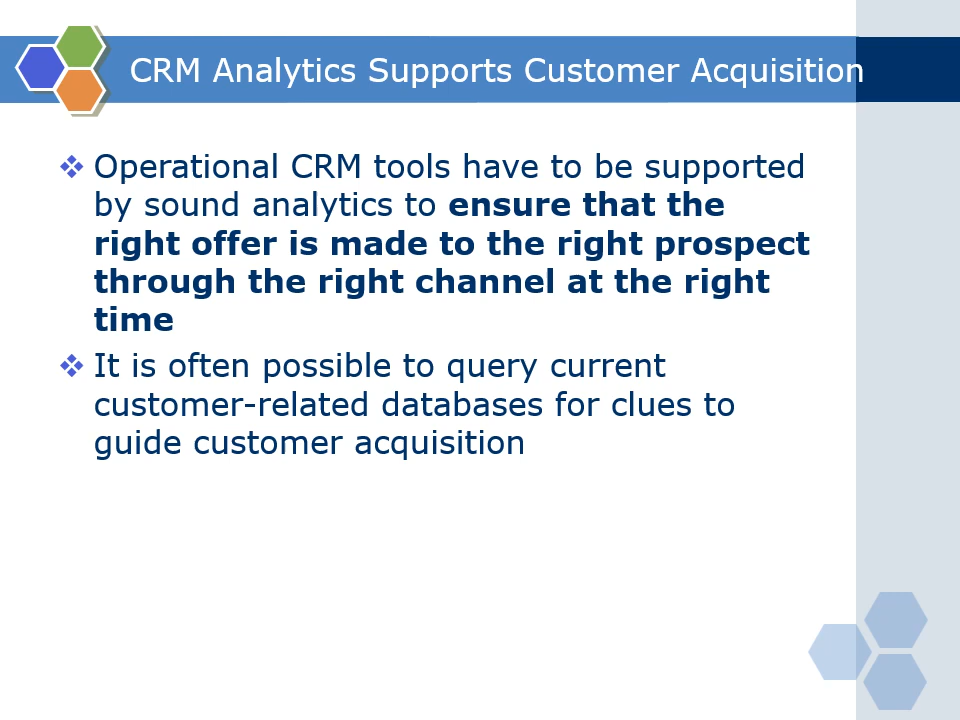 CRM Analytics Supports Customer Acquisition
Operational CRM tools have to be supported
by sound analytics to ensure that the
right offer is made to the right prospect
through the right channel at the right
time
It is often possible to query current
customer-related databases for clues to
guide customer acquisition